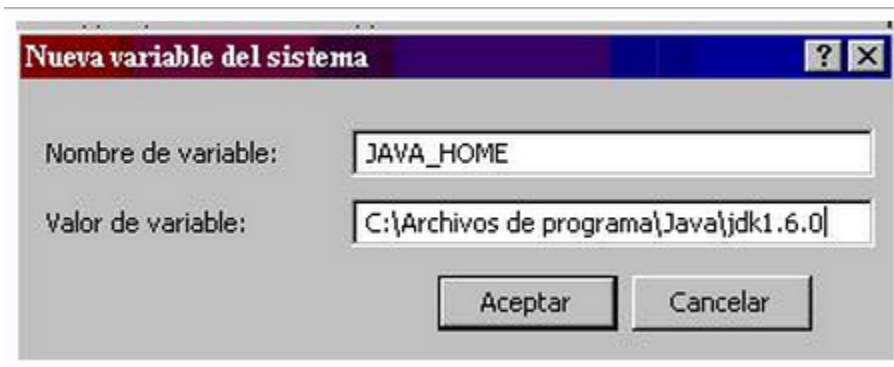 Nueva variable del sistema
Nombre de variable: JAVA_HOME
Valor de variable: C:\Archivos de programa\Java\jdk1.6.0
Aceptar Cancelar